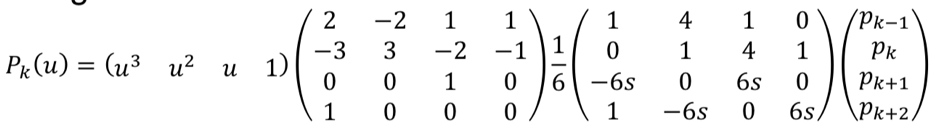 P_k(u) = (u³ u² u 1) ( 2 −2 1 1 ; −3 3 −2 −1 ; 0 0 1 0 ; 1 0 0 0 ) 1/6 ( 1 4 1 0 ; 0 1 4 1 ; −6s 0 6s 0 ; 1 −6s 0 6s ) ( p_{k−1} ; p_k ; p_{k+1} ; p_{k+2} )